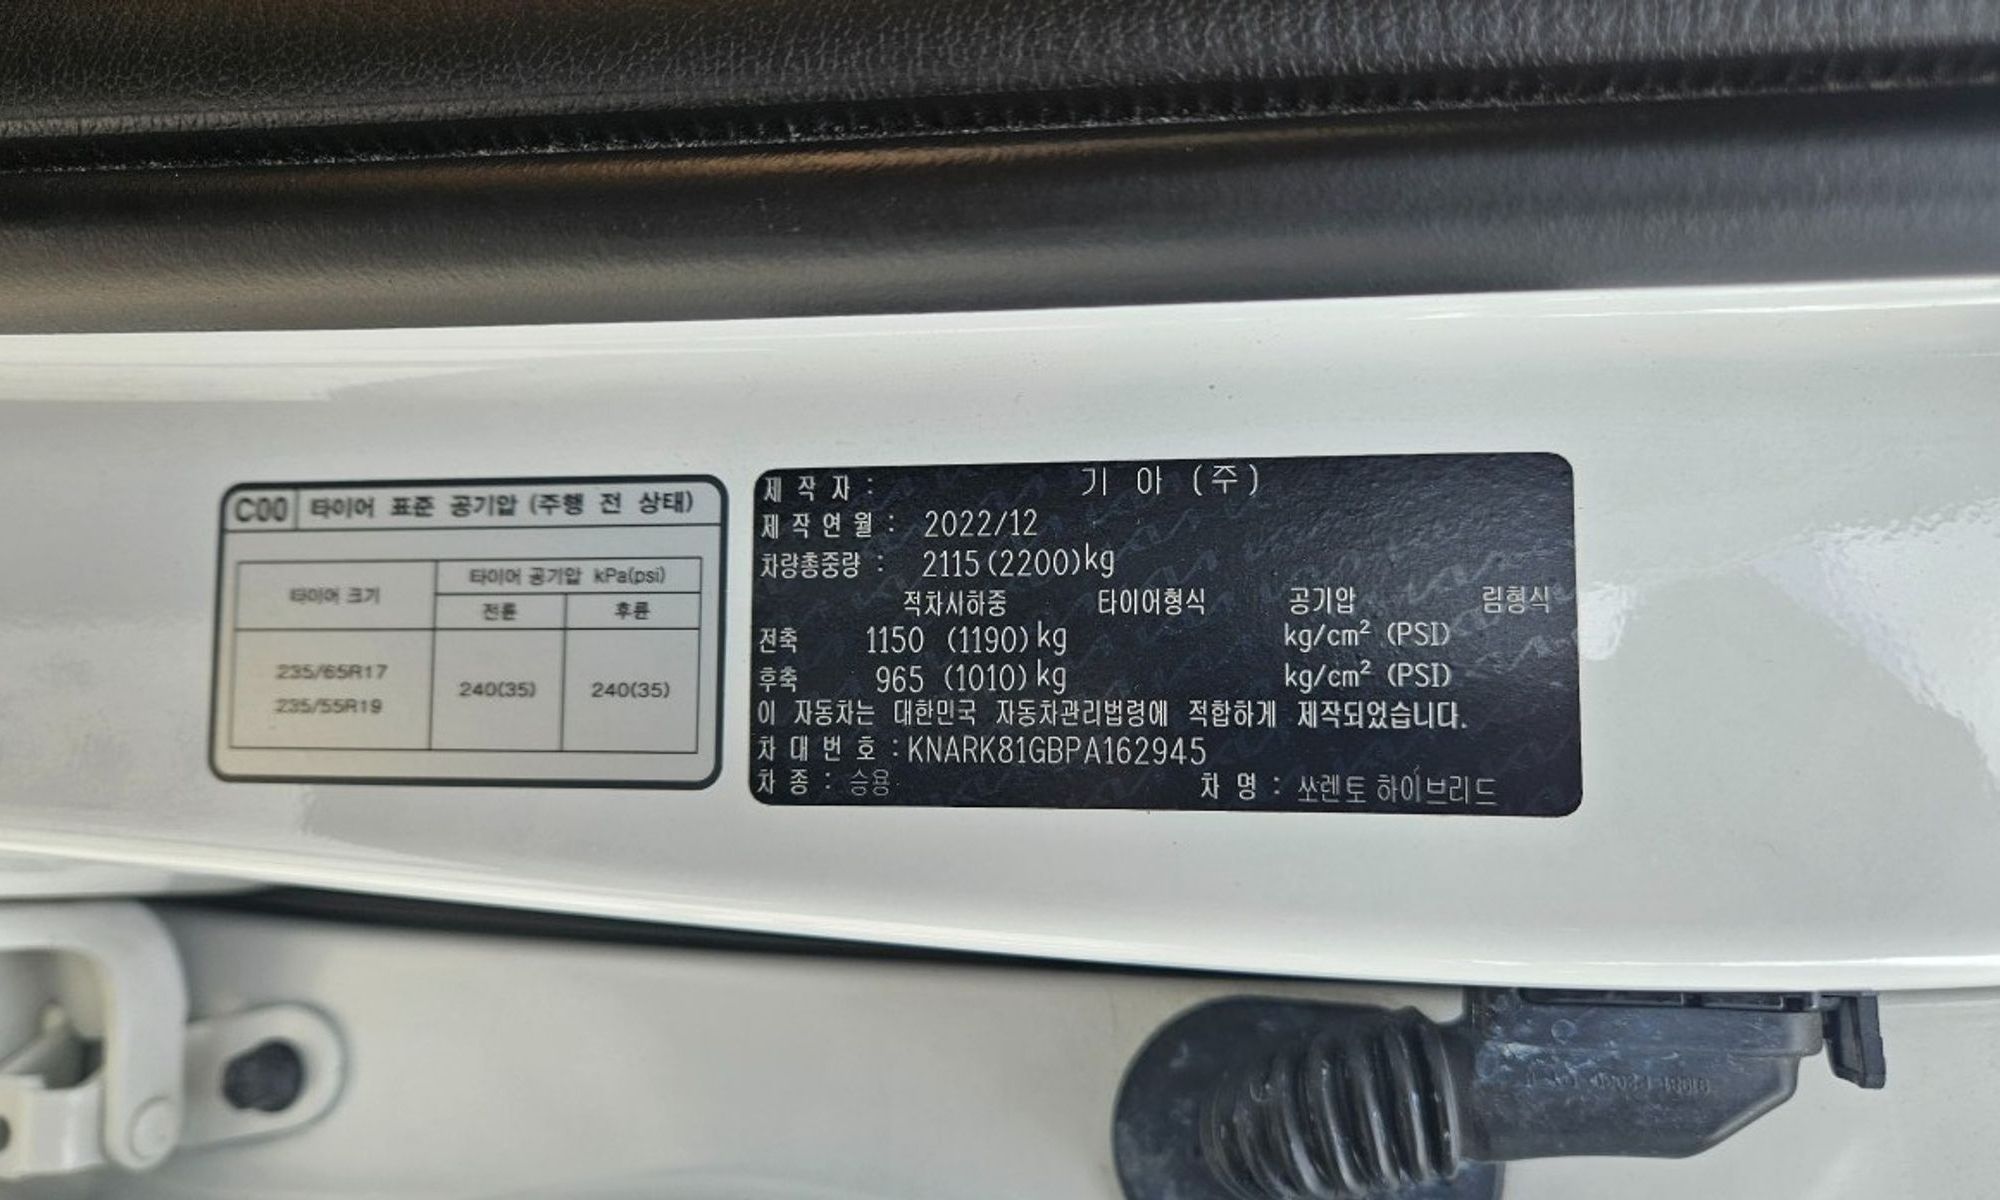 C00 타이어 표준 공기압 (주행 전 상태)
타이어 크기
타이어 공기압 kPa(psi)
전륜 후륜
235/65R17
235/55R19
240(35) 240(35)
제작자 : 기 아 (주)
제작연월 : 2022/12
차량총중량 : 2115(2200)kg
적차시하중 타이어형식 공기압 림형식
전축 1150 (1190)kg kg/cm² (PSI)
후축 965 (1010)kg kg/cm² (PSI)
이 자동차는 대한민국 자동차관리법령에 적합하게 제작되었습니다.
차대번호 : KNARK81GBPA162945
차종 : 승용 차명 : 쏘렌토 하이브리드